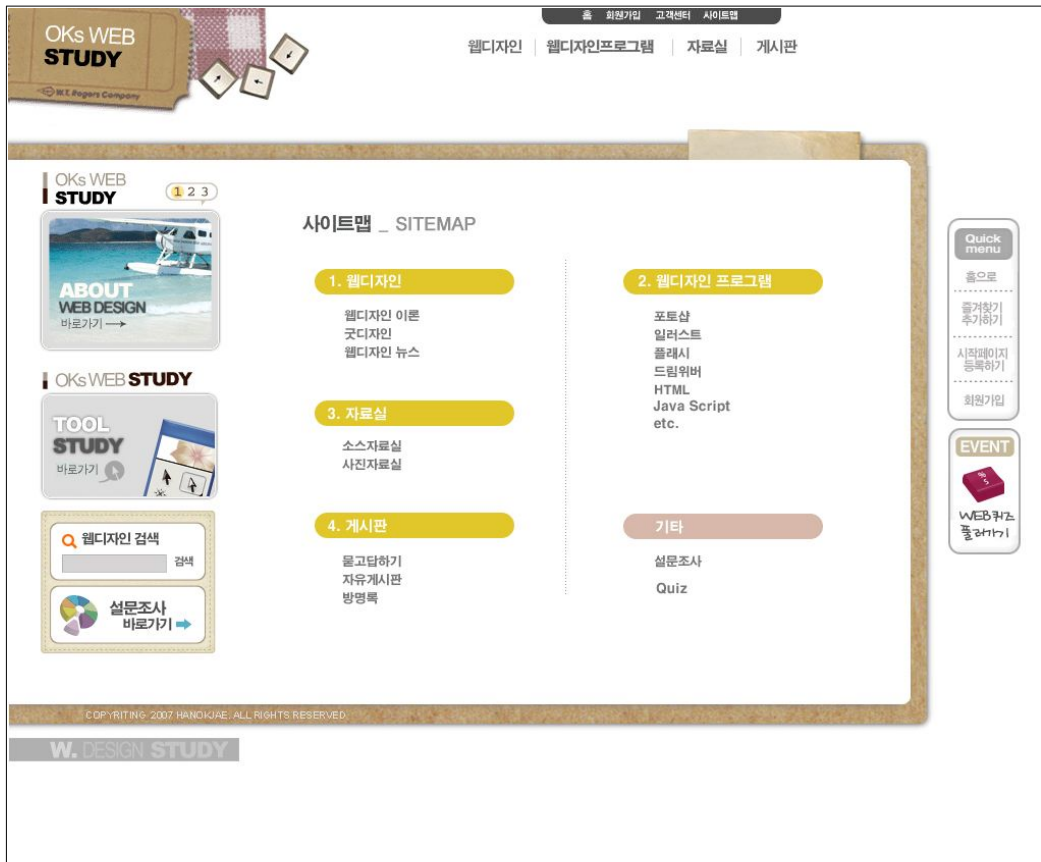 OKs WEB
STUDY
W.T. Rogers Company
홈 회원가입 고객센터 사이트맵
웹디자인 웹디자인프로그램 자료실 게시판
OKs WEB
STUDY
1 2 3
ABOUT
WEB DESIGN
바로가기
OKs WEB STUDY
TOOL
STUDY
바로가기
웹디자인 검색
검색
설문조사
바로가기
사이트맵 _ SITEMAP
1. 웹디자인
웹디자인 이론
굿디자인
웹디자인 뉴스
2. 웹디자인 프로그램
포토샵
일러스트
플래시
드림위버
HTML
Java Script
etc.
3. 자료실
소스자료실
사진자료실
4. 게시판
묻고답하기
자유게시판
방명록
기타
설문조사
Quiz
Quick
menu
홈으로
즐겨찾기
추가하기
시작페이지
등록하기
회원가입
EVENT
WEB퀴즈
풀러가기
COPYRITING 2007 HANOKJAE. ALL RIGHTS RESERVED.
W. DESIGN STUDY